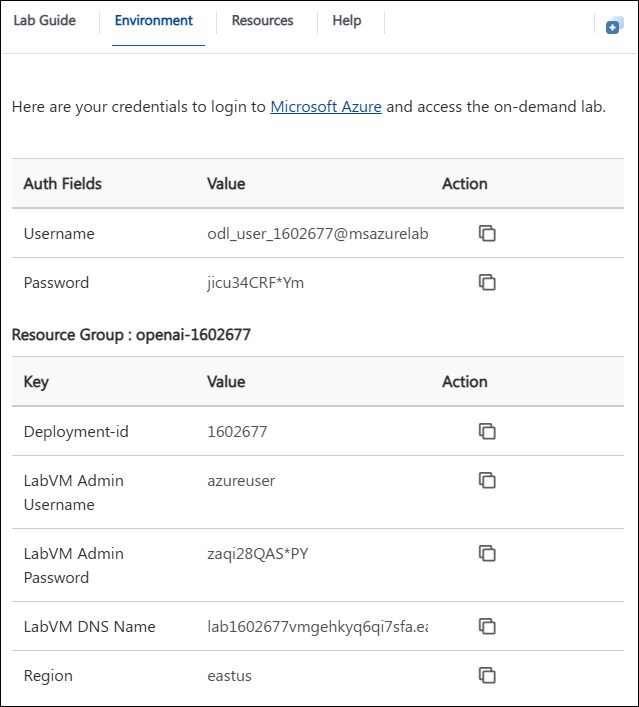 Lab Guide Environment Resources Help
Here are your credentials to login to Microsoft Azure and access the on-demand lab.
Auth Fields Value Action
Username odl_user_1602677@msazurelab
Password jicu34CRF*Ym
Resource Group : openai-1602677
Key Value Action
Deployment-id 1602677
LabVM Admin azureuser
Username
LabVM Admin zaqi28QAS*PY
Password
LabVM DNS Name lab1602677vmgehkyq6qi7sfa.ea
Region eastus